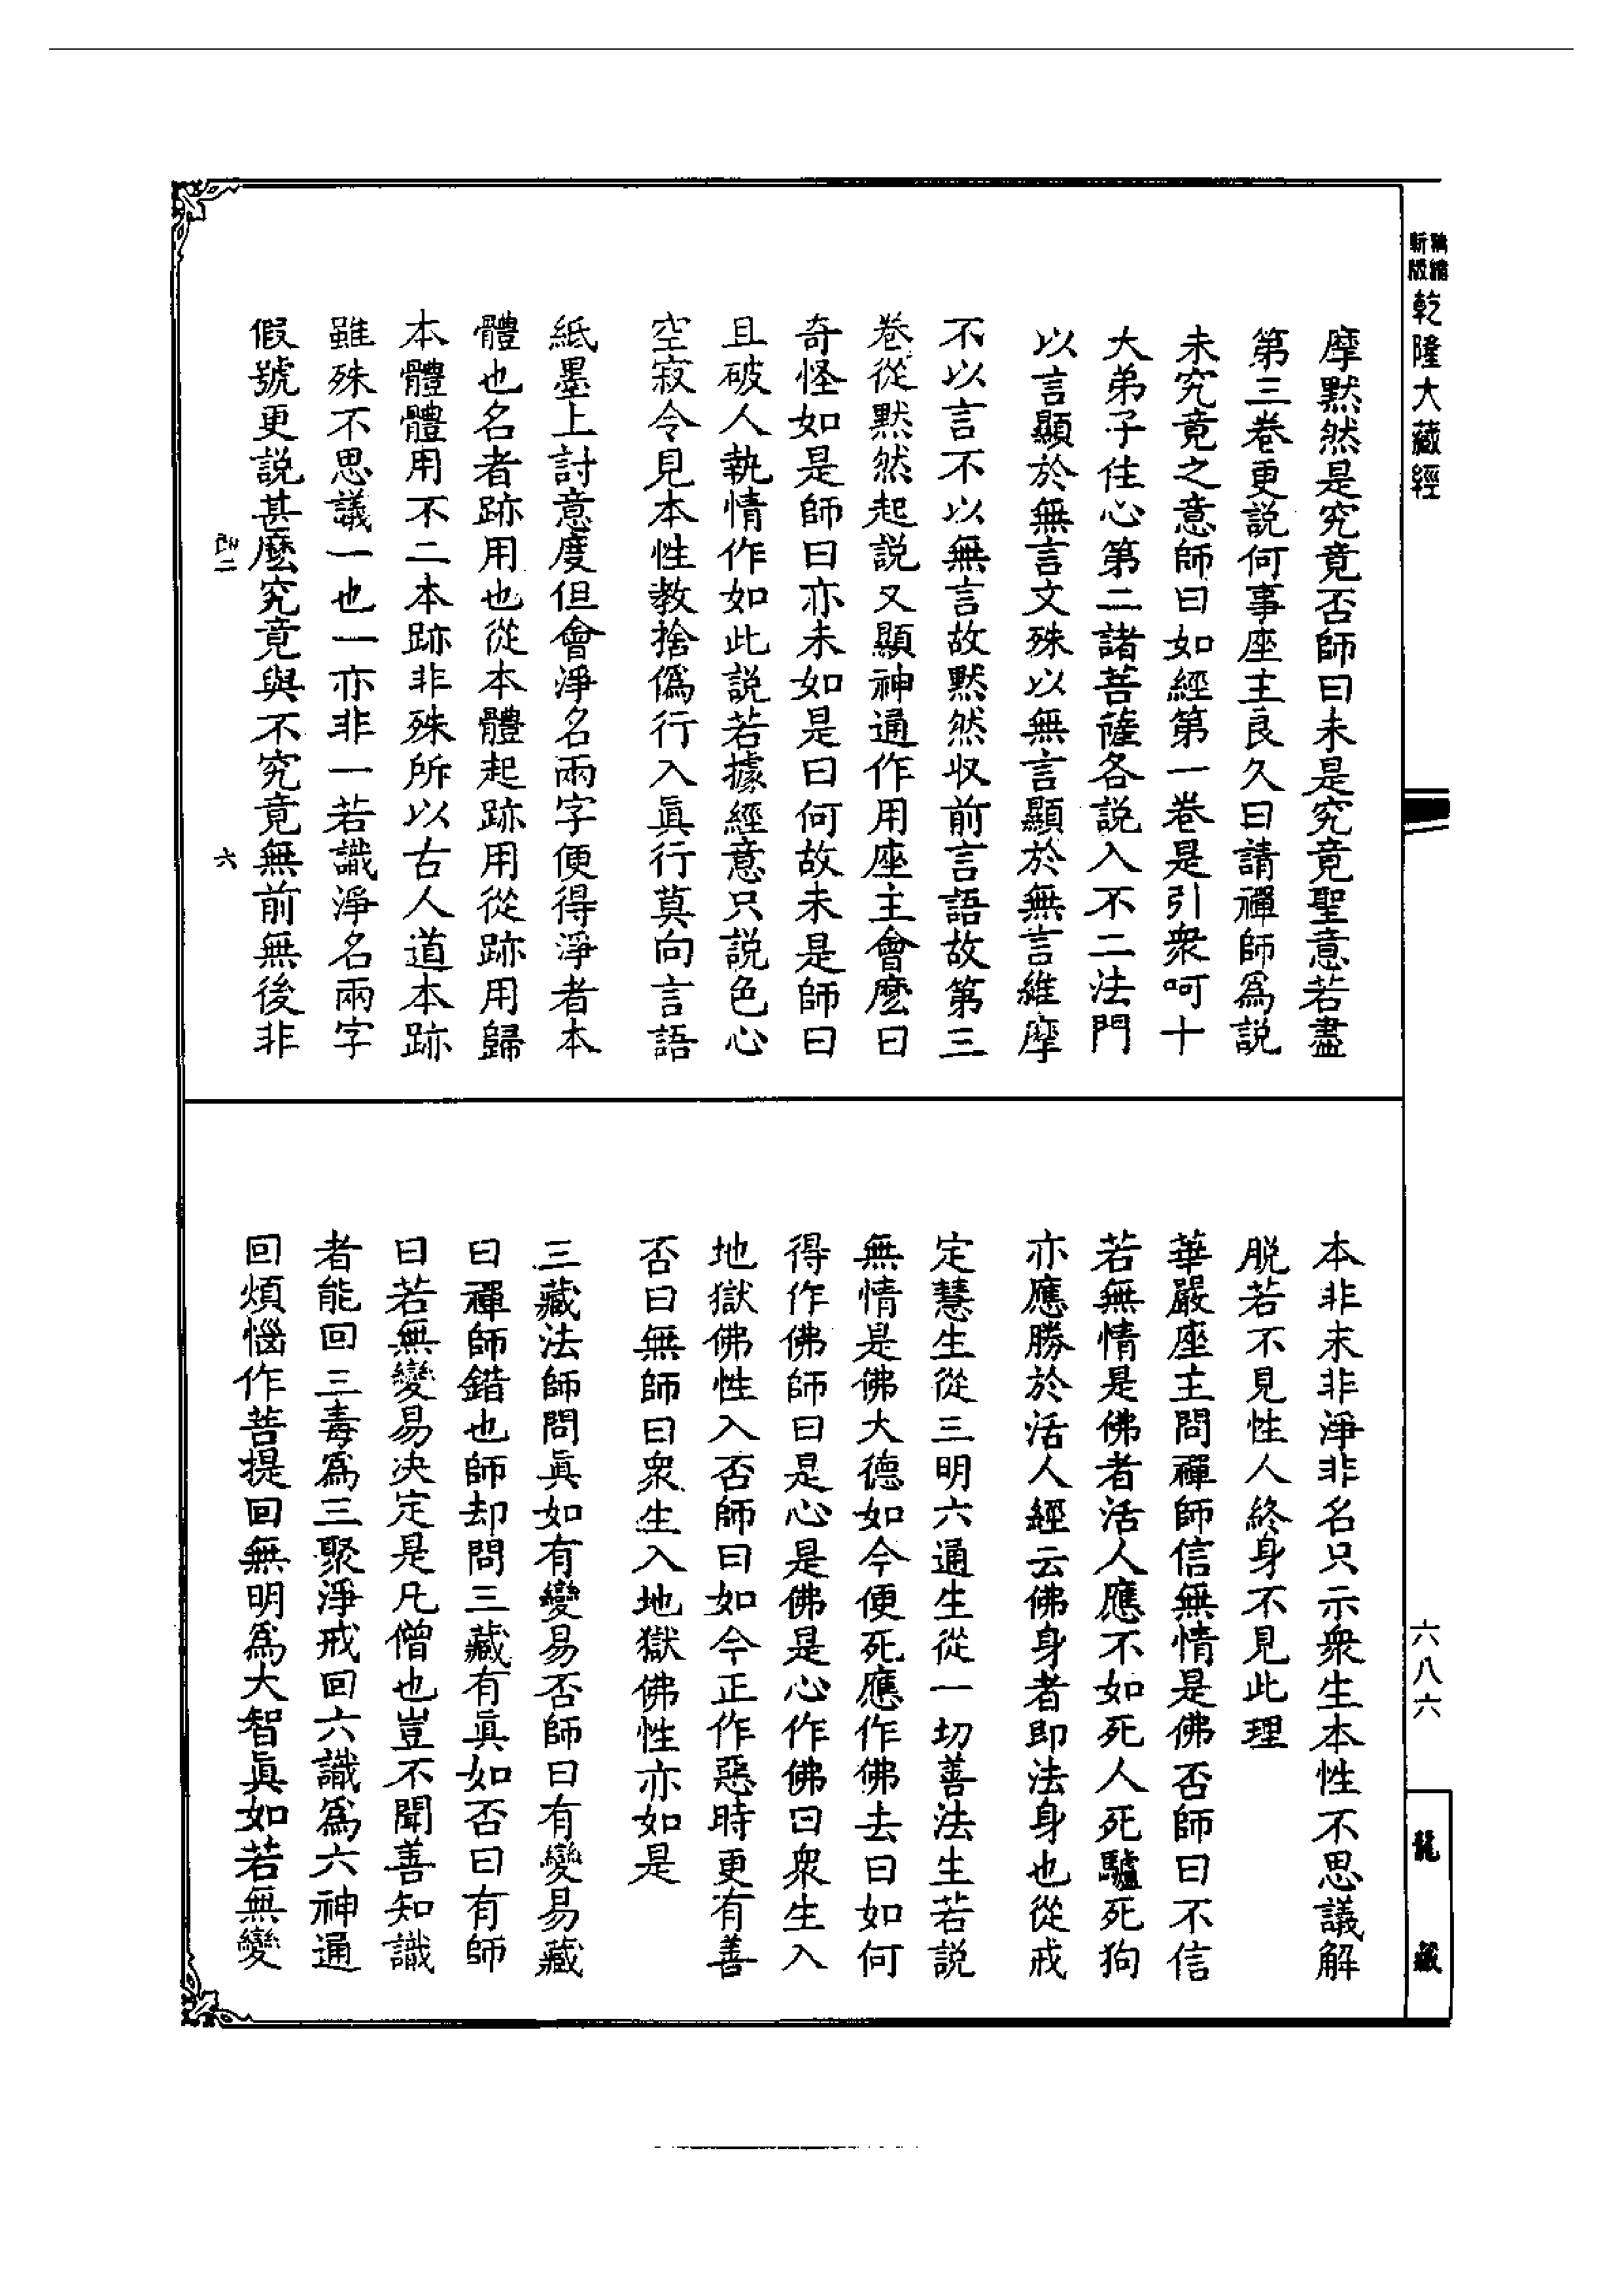 新版
精縮
乾隆大藏經
摩默然是究竟否師曰未是究竟聖意若盡
第三卷更説何事座主良久曰請禪師爲説
未究竟之意師曰如經第一卷是引衆呵十
大弟子住心第二諸菩薩各説入不二法門
以言顯於無言文殊以無言顯於無言維摩
不以言不以無言故默然收前言語故第三
卷從默然起説又顯神通作用座主會麽曰
奇怪如是師曰亦未如是曰何故未是師曰
且破人執情作如此説若據經意只説色心
空寂令見本性教捨僞行入眞行莫向言語
紙墨上討意度但會淨名兩字便得淨者本
體也名者跡用也從本體起跡用從跡用歸
本體體用不二本跡非殊所以古人道本跡
雖殊不思議一也一亦非一若識淨名兩字
假號更説甚麽究竟與不究竟無前無後非
六
本非末非淨非名只示衆生本性不思議解
脱若不見性人終身不見此理
華嚴座主問禪師信無情是佛否師曰不信
若無情是佛者活人應不如死人死驢死狗
亦應勝於活人經云佛身者即法身也從戒
定慧生從三明六通生從一切善法生若説
無情是佛大德如今便死應作佛去曰如何
得作佛師曰是心是佛是心作佛曰衆生入
地獄佛性入否師曰如今正作惡時更有善
否曰無師曰衆生入地獄佛性亦如是
三藏法師問眞如有變易否師曰有變易藏
曰禪師錯也師却問三藏有眞如否曰有師
曰若無變易決定是凡僧也豈不聞善知識
者能回三毒爲三聚淨戒回六識爲六神通
回煩惱作菩提回無明爲大智眞如若無變
六八六
龍藏